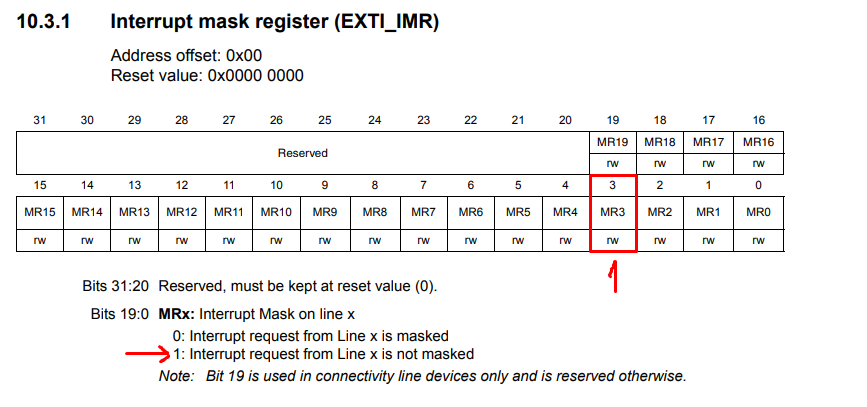 10.3.1 Interrupt mask register (EXTI_IMR)
Address offset: 0x00
Reset value: 0x0000 0000
31 30 29 28 27 26 25 24 23 22 21 20 19 18 17 16
Reserved MR19 MR18 MR17 MR16
rw rw rw rw
15 14 13 12 11 10 9 8 7 6 5 4 3 2 1 0
MR15 MR14 MR13 MR12 MR11 MR10 MR9 MR8 MR7 MR6 MR5 MR4 MR3 MR2 MR1 MR0
rw rw rw rw rw rw rw rw rw rw rw rw rw rw rw rw
1
Bits 31:20 Reserved, must be kept at reset value (0).
Bits 19:0 MRx: Interrupt Mask on line x
0: Interrupt request from Line x is masked
1: Interrupt request from Line x is not masked
Note: Bit 19 is used in connectivity line devices only and is reserved otherwise.